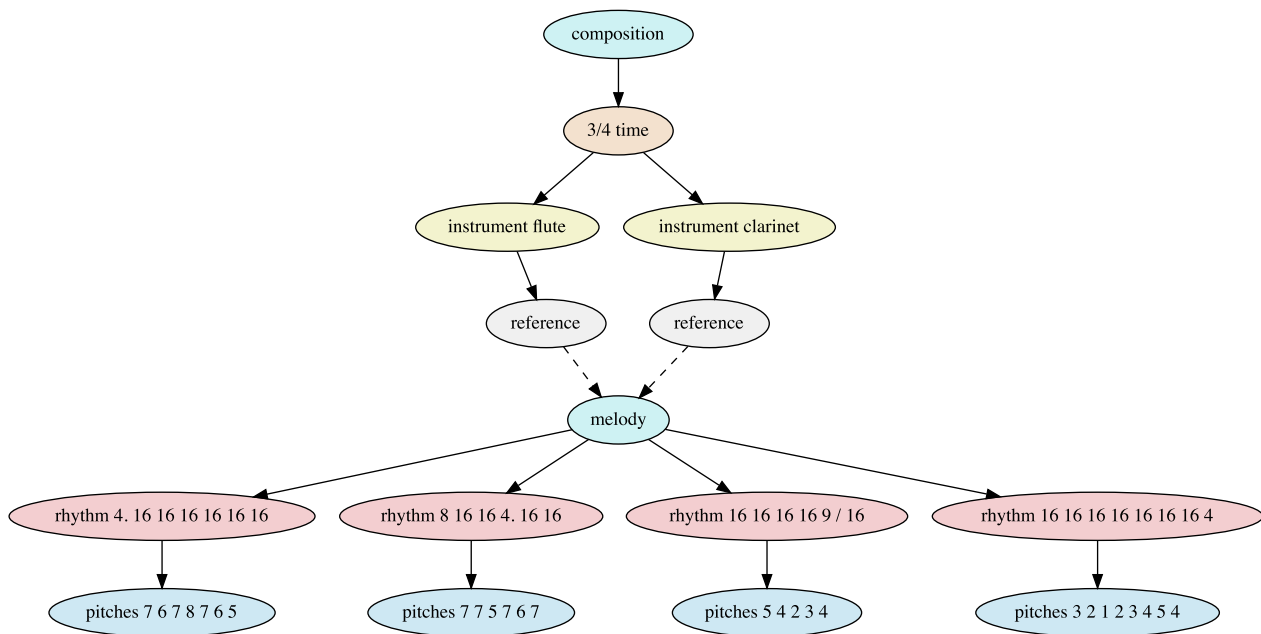 composition
3/4 time
instrument flute
instrument clarinet
reference
reference
melody
rhythm 4. 16 16 16 16 16 16
rhythm 8 16 16 4. 16 16
rhythm 16 16 16 16 9 / 16
rhythm 16 16 16 16 16 16 16 4
pitches 7 6 7 8 7 6 5
pitches 7 7 5 7 6 7
pitches 5 4 2 3 4
pitches 3 2 1 2 3 4 5 4